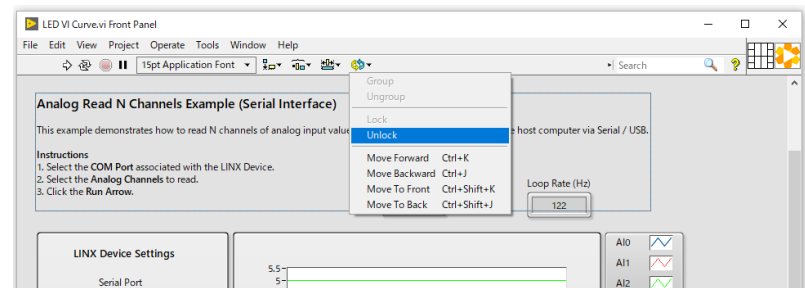 LED VI Curve.vi Front Panel
File Edit View Project Operate Tools Window Help
15pt Application Font
Search
Group
Ungroup
Lock
Unlock
Move Forward Ctrl+K
Move Backward Ctrl+J
Move To Front Ctrl+Shift+K
Move To Back Ctrl+Shift+J
Analog Read N Channels Example (Serial Interface)
This example demonstrates how to read N channels of analog input value
e host computer via Serial / USB.
Instructions
1. Select the COM Port associated with the LINX Device.
2. Select the Analog Channels to read.
3. Click the Run Arrow.
Loop Rate (Hz)
122
LINX Device Settings
Serial Port
5.5
5
AI0
AI1
AI2